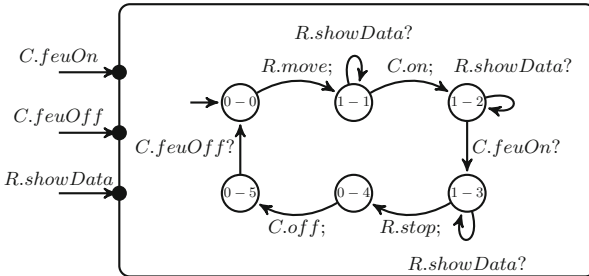 R.showData?
C.feuOn
R.move;
C.on;
R.showData?
0 − 0
1 − 1
1 − 2
C.feuOff
C.feuOff?
C.feuOn?
R.showData
0 − 5
0 − 4
1 − 3
C.off;
R.stop;
R.showData?